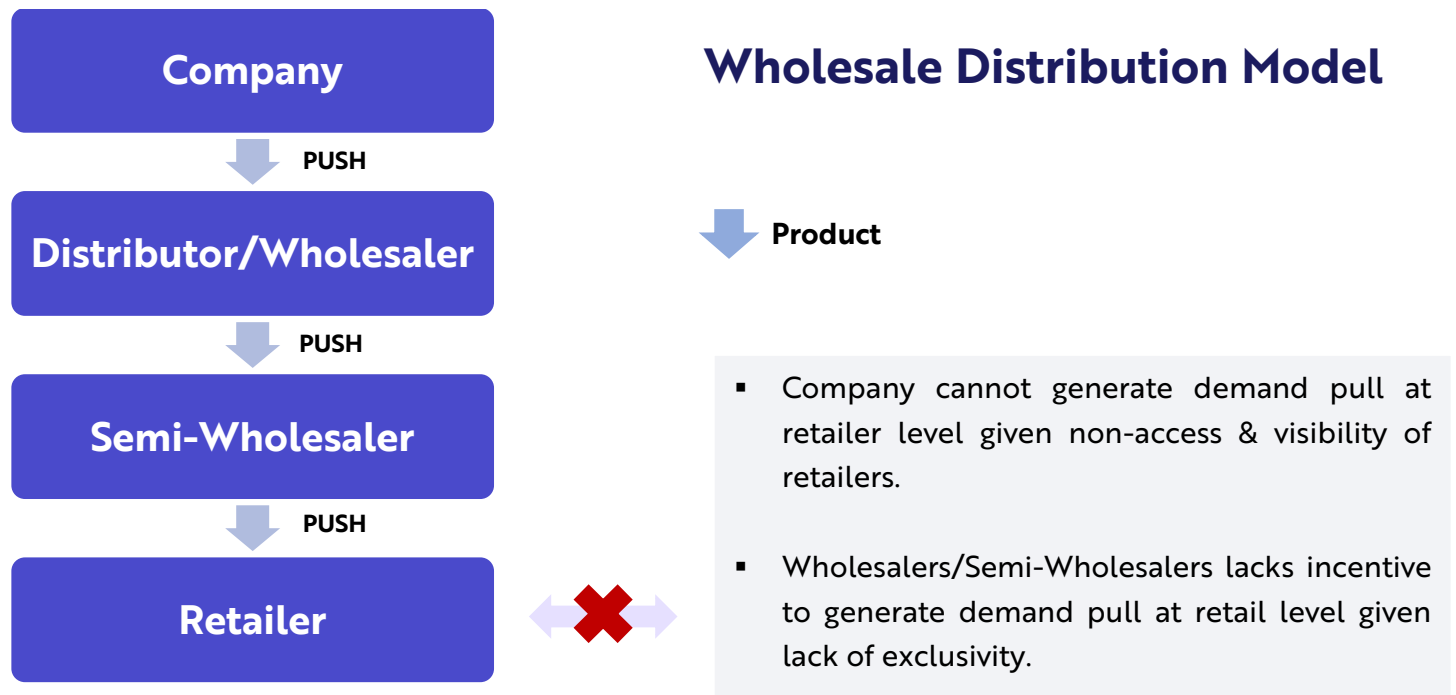 Wholesale Distribution Model
Company
PUSH
Distributor/Wholesaler
PUSH
Semi-Wholesaler
PUSH
Retailer
Product
▪ Company cannot generate demand pull at
retailer level given non-access & visibility of
retailers.
▪ Wholesalers/Semi-Wholesalers lacks incentive
to generate demand pull at retail level given
lack of exclusivity.